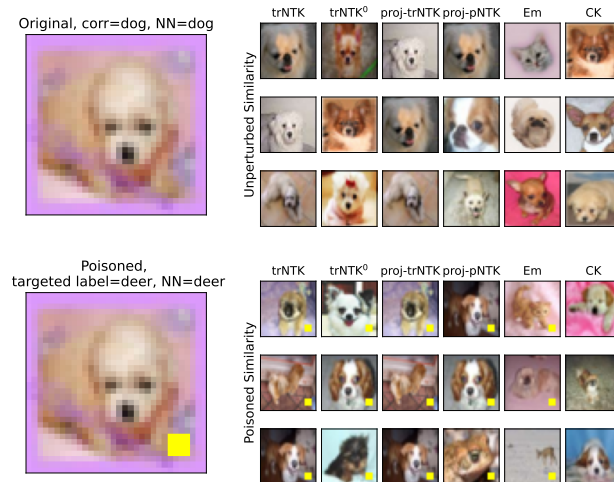 Original, corr=dog, NN=dog
trNTK trNTK⁰ proj-trNTK proj-pNTK Em CK
Unperturbed Similarity
Poisoned,
targeted label=deer, NN=deer
trNTK trNTK⁰ proj-trNTK proj-pNTK Em CK
Poisoned Similarity